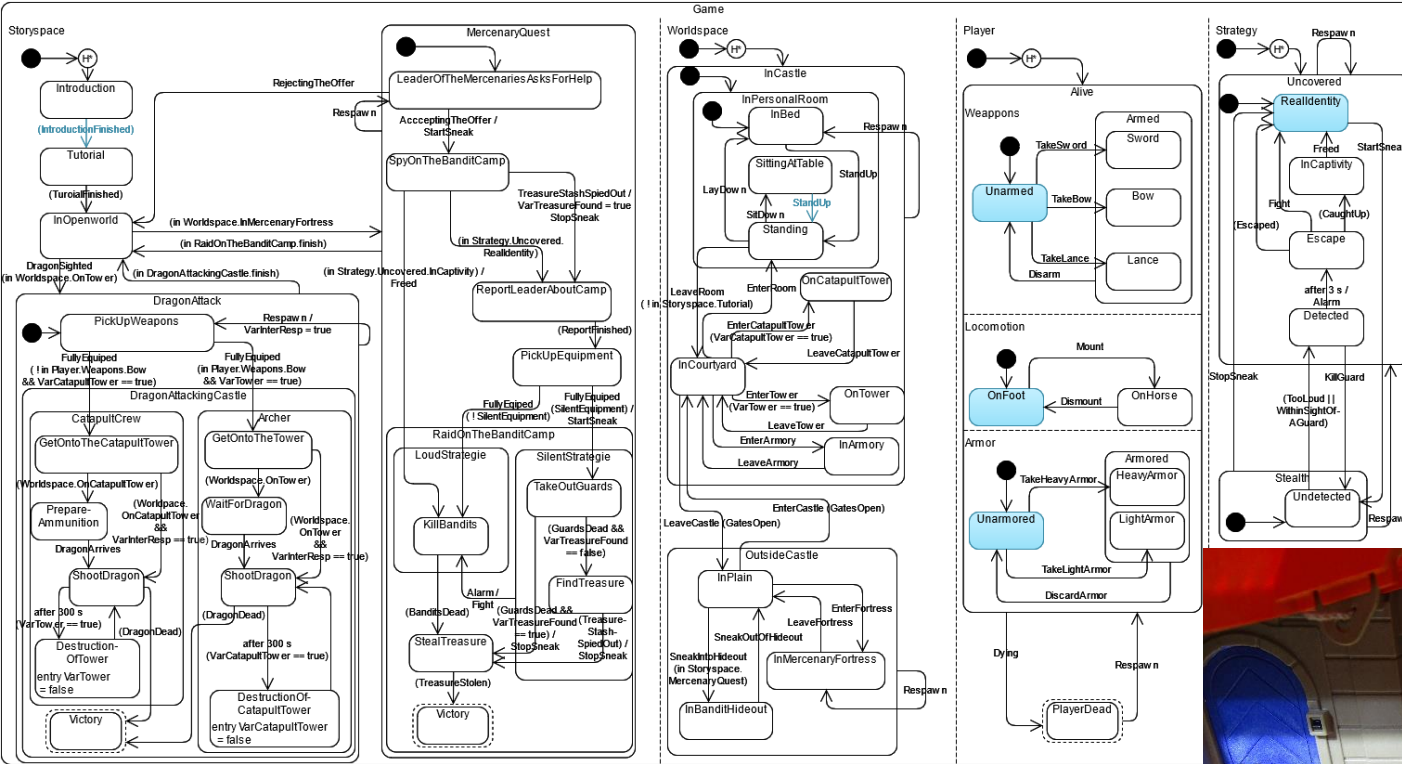 Game
Storyspace
H*
Introduction
(IntroductionFinished)
Tutorial
(TuroialFinished)
InOpenworld
RejectingTheOffer
(in Worldspace.InMercenaryFortress
(in RaidOnTheBanditCamp.finish)
DragonSighted
(in Worldspace.OnTower)
(in DragonAttackingCastle.finish)
DragonAttack
PickUpWeapons
Respawn /
VarInterResp = true
FullyEquiped
( ! in Player.Weapons.Bow
&& VarCatapultTower == true)
FullyEquiped
(in Player.Weapons.Bow
&& VarTower == true)
DragonAttackingCastle
CatapultCrew
GetOntoTheCatapultTower
(Worldspace.OnCatapultTower)
Prepare-
Ammunition
(Worldpace.
OnCatapultTower
&&
VarInterResp == true)
DragonArrives
ShootDragon
after 300 s
(VarTower == true)
(DragonDead)
Destruction-
OfTower
entry VarTower
= false
Victory
Archer
GetOntoTheTower
(Worldspace.OnTower)
WaitForDragon
(Worldspace.
OnTower
&&
VarInterResp == true)
DragonArrives
ShootDragon
(DragonDead)
after 300 s
(VarCatapultTower == true)
DestructionOf-
CatapultTower
entry VarCatapultTower
= false
MercenaryQuest
LeaderOfTheMercenariesAsksForHelp
Respawn
AccceptingTheOffer /
StartSneak
SpyOnTheBanditCamp
TreasureStashSpiedOut /
VarTreasureFound = true
StopSneak
(in Strategy.Uncovered.
RealIdentity)
(in Strategy.Uncovered.InCaptivity) /
Freed
ReportLeaderAboutCamp
(ReportFinished)
PickUpEquipment
FullyEqiped
( ! SilentEquipment)
FullyEquiped
(SilentEquipment) /
StartSneak
RaidOnTheBanditCamp
LoudStrategie
KillBandits
SilentStrategie
TakeOutGuards
(GuardsDead &&
VarTreasureFound
== false)
FindTreasure
Alarm /
Fight
(BanditsDead)
(GuardsDead &&
VarTreasureFound
== true) /
StopSneak
(Treasure-
Stash-
SpiedOut) /
StopSneak
StealTreasure
(TreasureStolen)
Victory
Worldspace
H*
InCastle
InPersonalRoom
InBed
Respawn
SittingAtTable
StandUp
LayDown
StandUp
SitDown
Standing
LeaveRoom
( ! in.Storyspace.Tutorial)
EnterRoom
OnCatapultTower
EnterCatapultTower
(VarCatapultTower == true)
LeaveCatapultTower
InCourtyard
EnterTower
(VarTower == true)
OnTower
LeaveTower
EnterArmory
InArmory
LeaveArmory
EnterCastle (GatesOpen)
LeaveCastle (GatesOpen)
OutsideCastle
InPlain
EnterFortress
LeaveFortress
SneakOutOfHideout
SneakIntoHideout
(in Storyspace.
MercenaryQuest)
InMercenaryFortress
Respawn
InBanditHideout
Player
H*
Alive
Weappons
Armed
Sword
TakeSword
Unarmed
TakeBow
Bow
TakeLance
Lance
Disarm
Locomotion
Mount
OnFoot
Dismount
OnHorse
Armor
Armored
HeavyArmor
TakeHeavyArmor
Unarmored
LightArmor
TakeLightArmor
DiscardArmor
Dying
Respawn
PlayerDead
Strategy
H*
Respawn
Uncovered
RealIdentity
StartSneak
Freed
InCaptivity
Fight
(CaughtUp)
(Escaped)
Escape
after 3 s /
Alarm
Detected
StopSneak
KillGuard
(TooLoud ||
WithinSightOf-
AGuard)
Stealth
Undetected
Respawn